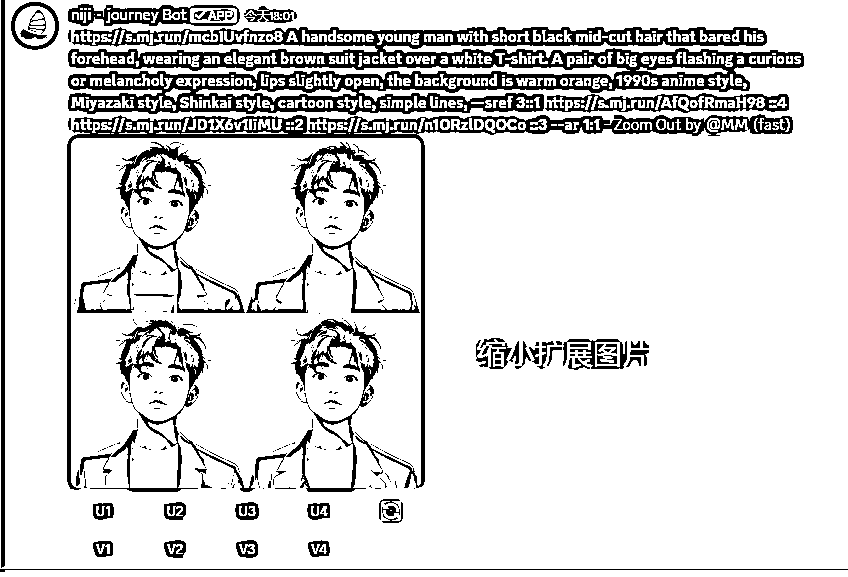 niji · journey Bot ✓ APP 今天18:01
https://s.mj.run/mcb1Uvfnzo8 A handsome young man with short black mid-cut hair that bared his
forehead, wearing an elegant brown suit jacket over a white T-shirt. A pair of big eyes flashing a curious
or melancholy expression, lips slightly open, the background is warm orange, 1990s anime style,
Miyazaki style, Shinkai style, cartoon style, simple lines, —sref 3::1 https://s.mj.run/AfQofRmaH98 ::4
https://s.mj.run/JD1X6v1liMU ::2 https://s.mj.run/n1ORzlDQOCo ::3 --ar 1:1 - Zoom Out by @MM (fast)
缩小扩展图片
U1 U2 U3 U4
V1 V2 V3 V4